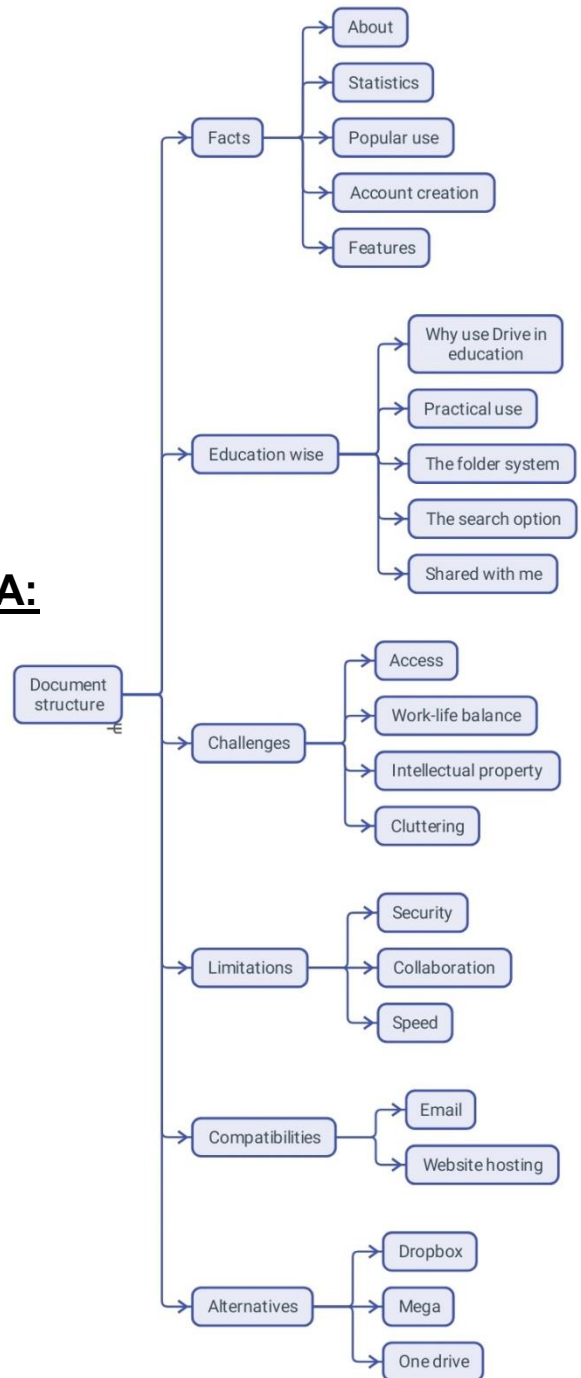 About
Statistics
Facts
Popular use
Account creation
Features
Why use Drive in
education
Practical use
Education wise
The folder system
The search option
Shared with me
A:
Document
structure
Access
Work-life balance
Challenges
Intellectual property
Cluttering
Security
Limitations
Collaboration
Speed
Email
Compatibilities
Website hosting
Dropbox
Alternatives
Mega
One drive